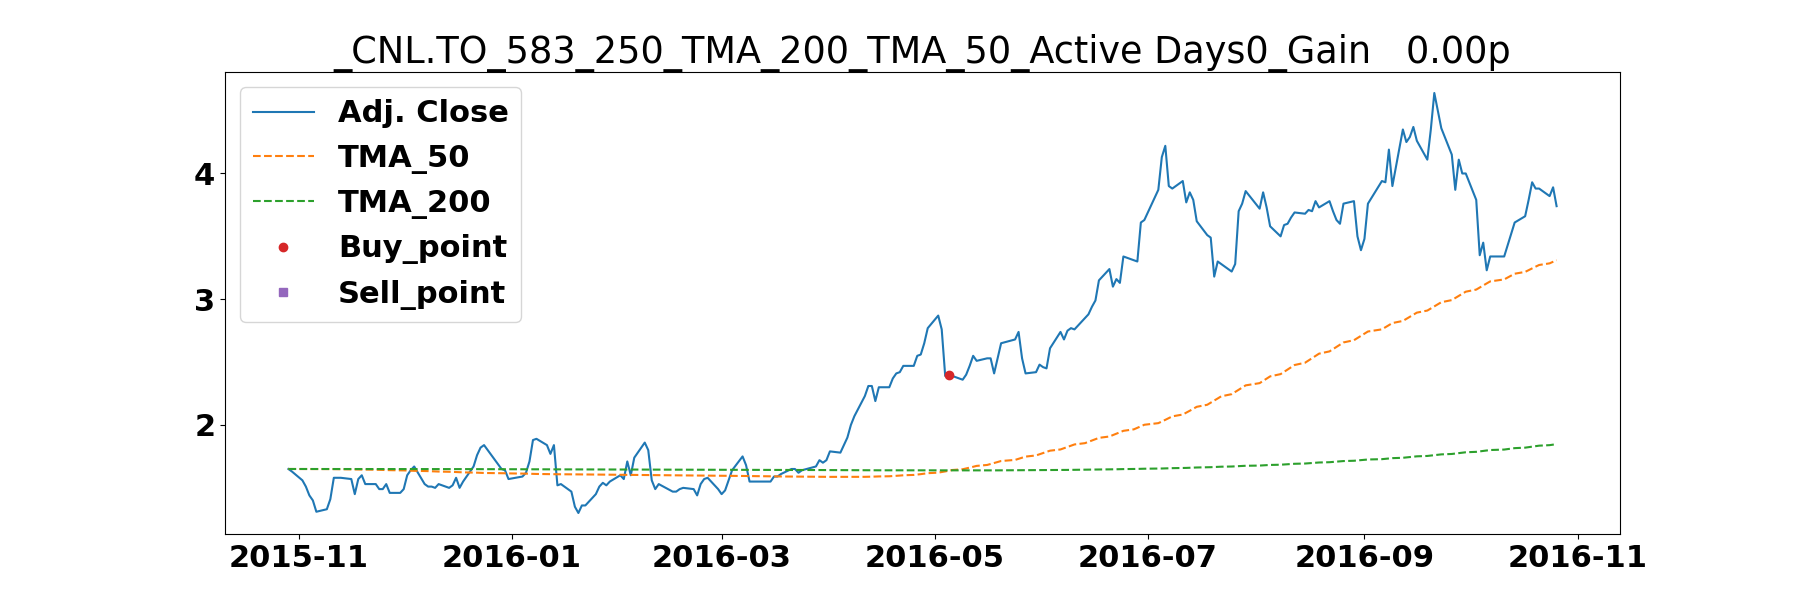 _CNL.TO_583_250_TMA_200_TMA_50_Active Days0_Gain   0.00p
Adj. Close
TMA_50
TMA_200
Buy_point
Sell_point
4
3
2
2015-11
2016-01
2016-03
2016-05
2016-07
2016-09
2016-11